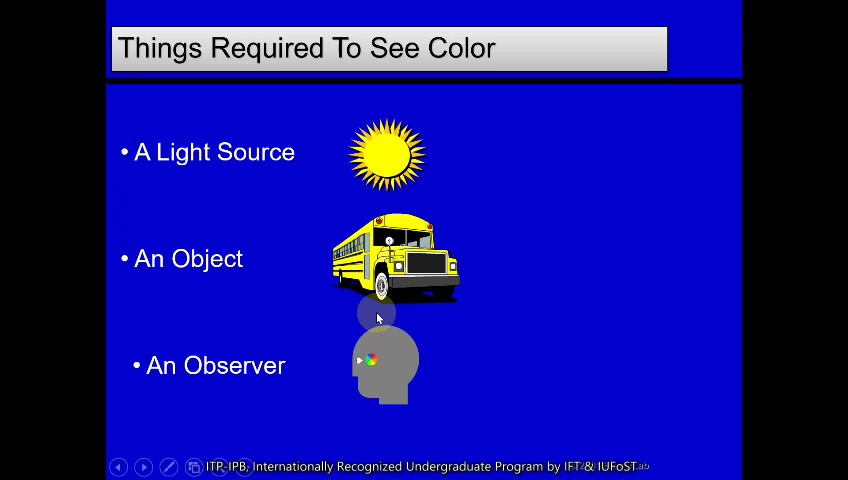 Things Required To See Color
• A Light Source
• An Object
• An Observer
ITP-IPB, Internationally Recognized Undergraduate Program by IFT & IUFoST